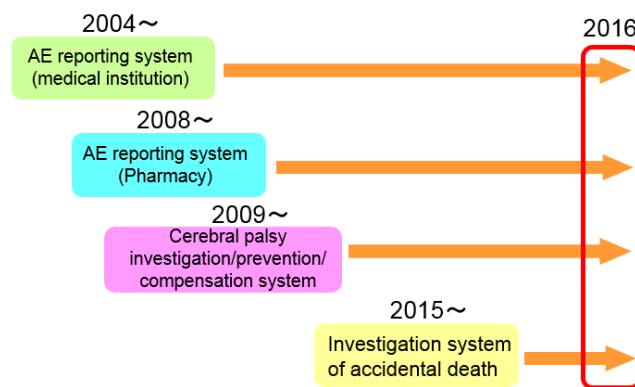 2004～
2016
AE reporting system
(medical institution)
2008～
AE reporting system
(Pharmacy)
2009～
Cerebral palsy
investigation/prevention/
compensation system
2015～
Investigation system
of accidental death